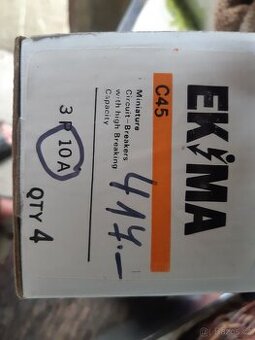 EKMA
C45
Miniature
Circuit-Breakers
with high Breaking
Capacity
414.-
3P 10A
QTY 4